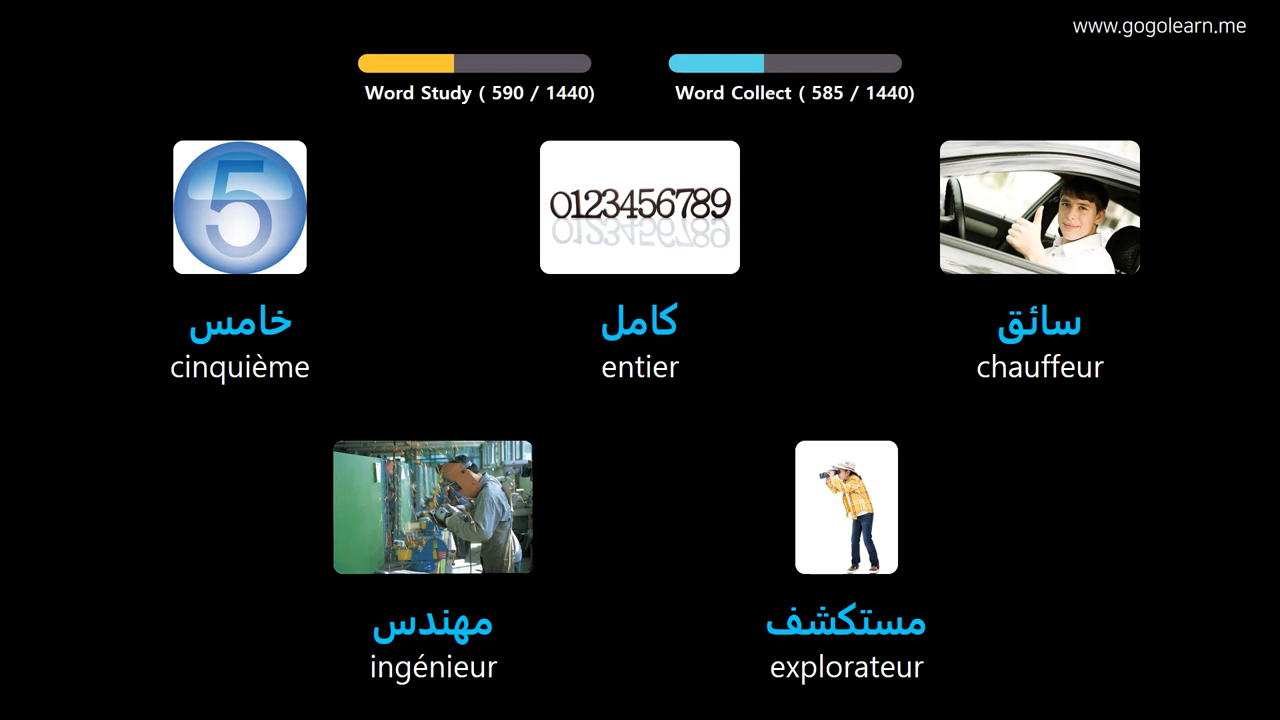 www.gogolearn.me
Word Study ( 590 / 1440)
Word Collect ( 585 / 1440)
5
0123456789
خامس
cinquième
كامل
entier
سائق
chauffeur
مهندس
ingénieur
مستكشف
explorateur